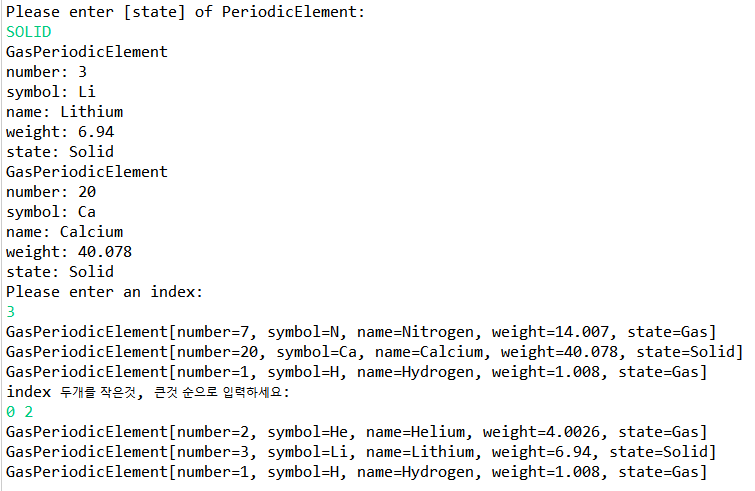 Please enter [state] of PeriodicElement:
SOLID
GasPeriodicElement
number: 3
symbol: Li
name: Lithium
weight: 6.94
state: Solid
GasPeriodicElement
number: 20
symbol: Ca
name: Calcium
weight: 40.078
state: Solid
Please enter an index:
3
GasPeriodicElement[number=7, symbol=N, name=Nitrogen, weight=14.007, state=Gas]
GasPeriodicElement[number=20, symbol=Ca, name=Calcium, weight=40.078, state=Solid]
GasPeriodicElement[number=1, symbol=H, name=Hydrogen, weight=1.008, state=Gas]
index 두개를 작은것, 큰것 순으로 입력하세요:
0 2
GasPeriodicElement[number=2, symbol=He, name=Helium, weight=4.0026, state=Gas]
GasPeriodicElement[number=3, symbol=Li, name=Lithium, weight=6.94, state=Solid]
GasPeriodicElement[number=1, symbol=H, name=Hydrogen, weight=1.008, state=Gas]